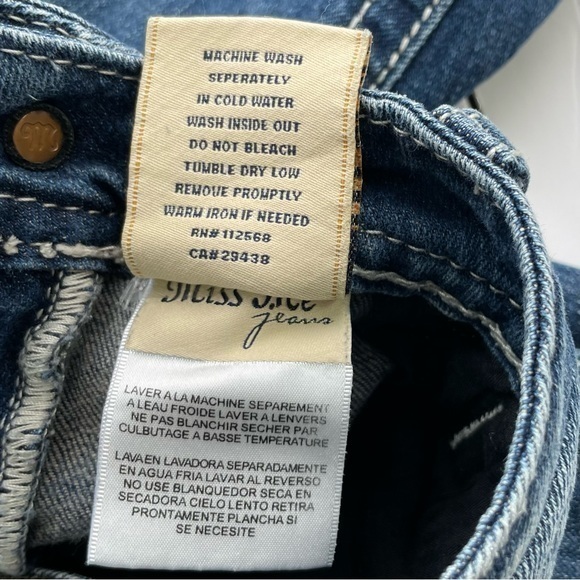 MACHINE WASH
SEPERATELY
IN COLD WATER
WASH INSIDE OUT
DO NOT BLEACH
TUMBLE DRY LOW
REMOVE PROMPTLY
WARM IRON IF NEEDED
RN# 112568
CA# 29438
Miss
jeans
LAVER A LA MACHINE SEPAREMENT
A LEAU FROIDE LAVER A LENVERS
NE PAS BLANCHIR SECHER PAR
CULBUTAGE A BASSE TEMPERATURE
LAVA EN LAVADORA SEPARADAMENTE
EN AGUA FRIA LAVAR AL REVERSO
NO USE BLANQUEDOR SECA EN
SECADORA CIELO LENTO RETIRA
PRONTAMENTE PLANCHA SI
SE NECESITE